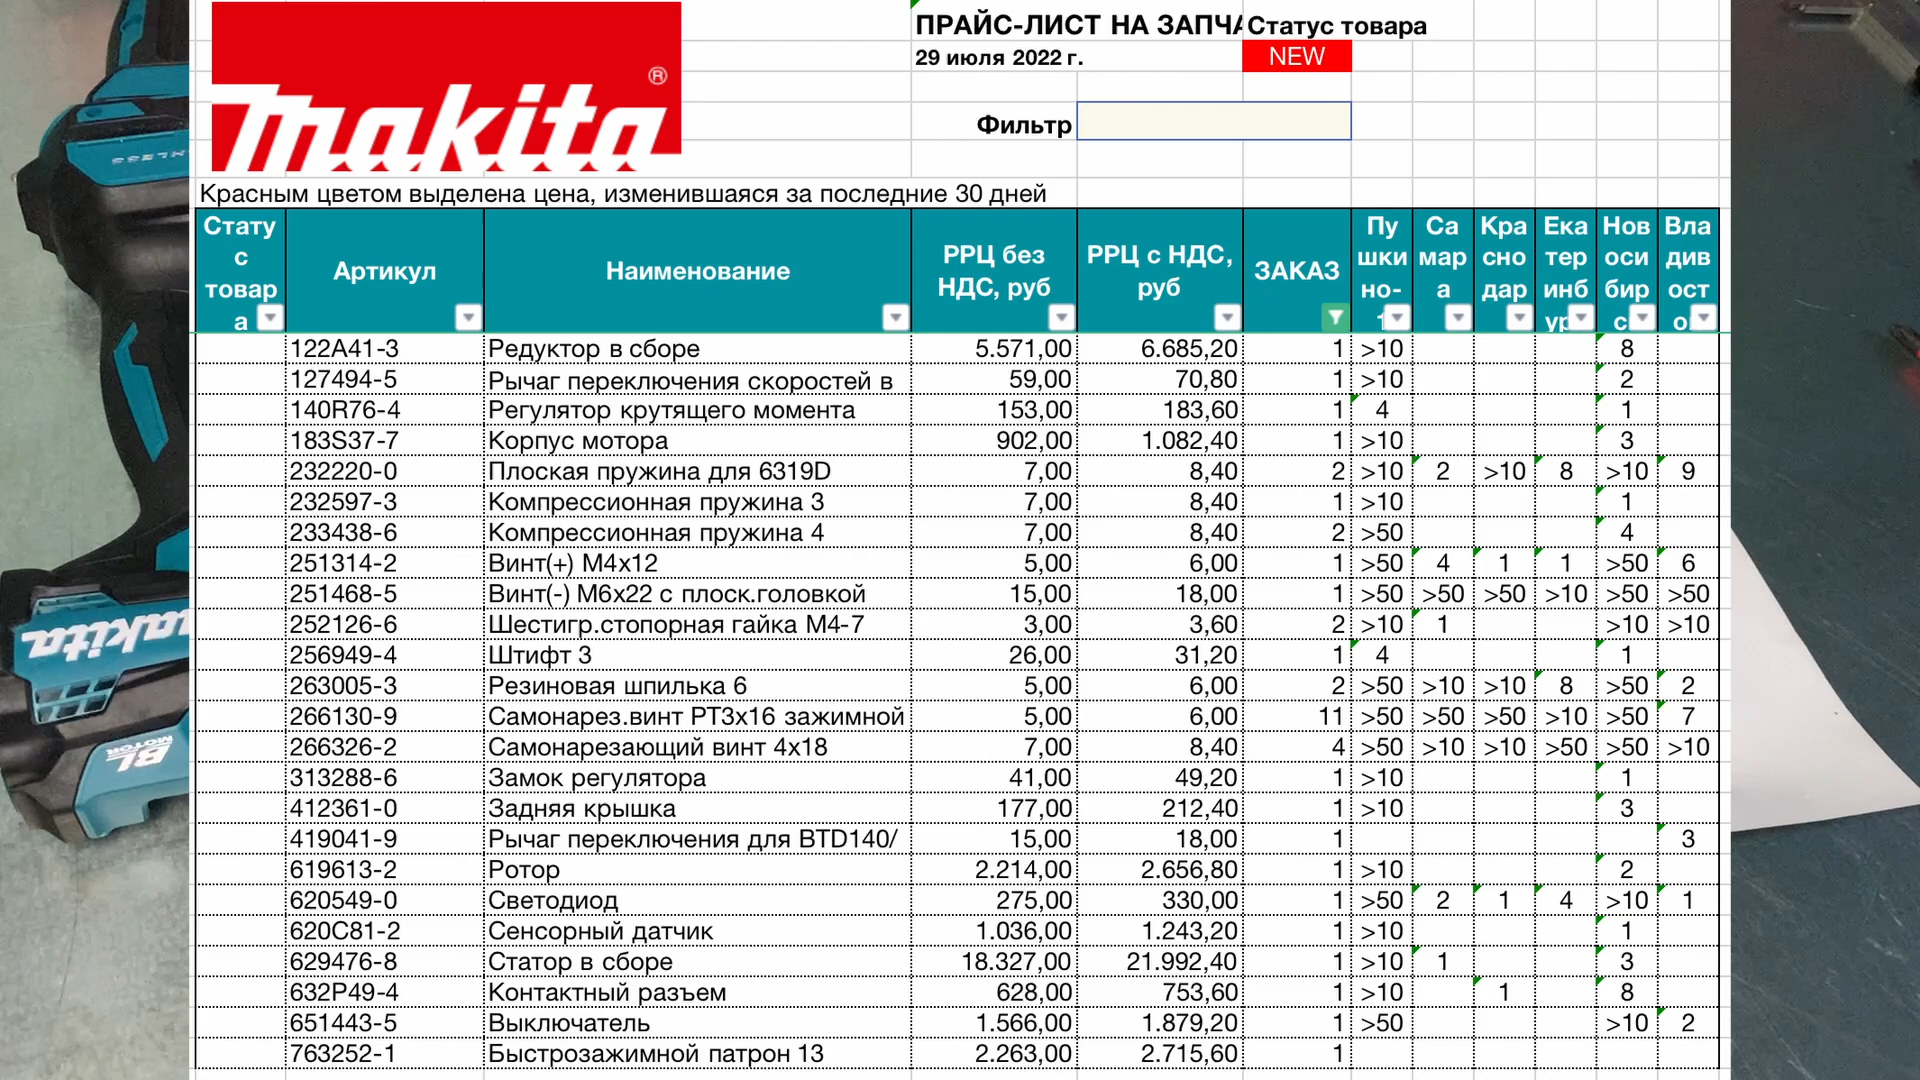 ПРАЙС-ЛИСТ НА ЗАПЧА
Статус товара
29 июля 2022 г.
NEW
makita®
Фильтр
Красным цветом выделена цена, изменившаяся за последние 30 дней
Статус товара Артикул Наименование РРЦ без НДС, руб РРЦ с НДС, руб ЗАКАЗ Пушкино-1 Самара Краснодар Екатеринбур Новосибирс Владивосто
122A41-3 Редуктор в сборе 5.571,00 6.685,20 1 >10 8
127494-5 Рычаг переключения скоростей в 59,00 70,80 1 >10 2
140R76-4 Регулятор крутящего момента 153,00 183,60 1 4 1
183S37-7 Корпус мотора 902,00 1.082,40 1 >10 3
232220-0 Плоская пружина для 6319D 7,00 8,40 2 >10 2 >10 8 >10 9
232597-3 Компрессионная пружина 3 7,00 8,40 1 >10 1
233438-6 Компрессионная пружина 4 7,00 8,40 2 >50 4
251314-2 Винт(+) M4x12 5,00 6,00 1 >50 4 1 1 >50 6
251468-5 Винт(-) M6x22 с плоск.головкой 15,00 18,00 1 >50 >50 >50 >10 >50 >50
252126-6 Шестигр.стопорная гайка M4-7 3,00 3,60 2 >10 1 >10 >10
256949-4 Штифт 3 26,00 31,20 1 4 1
263005-3 Резиновая шпилька 6 5,00 6,00 2 >50 >10 >10 8 >50 2
266130-9 Самонарез.винт PT3x16 зажимной 5,00 6,00 11 >50 >50 >50 >10 >50 7
266326-2 Самонарезающий винт 4x18 7,00 8,40 4 >50 >10 >10 >50 >50 >10
313288-6 Замок регулятора 41,00 49,20 1 >10 1
412361-0 Задняя крышка 177,00 212,40 1 >10 3
419041-9 Рычаг переключения для BTD140/ 15,00 18,00 1 3
619613-2 Ротор 2.214,00 2.656,80 1 >10 2
620549-0 Светодиод 275,00 330,00 1 >50 2 1 4 >10 1
620C81-2 Сенсорный датчик 1.036,00 1.243,20 1 >10 1
629476-8 Статор в сборе 18.327,00 21.992,40 1 >10 1 3
632P49-4 Контактный разъем 628,00 753,60 1 >10 1 8
651443-5 Выключатель 1.566,00 1.879,20 1 >50 >10 2
763252-1 Быстрозажимной патрон 13 2.263,00 2.715,60 1
makita
BL
MOTOR